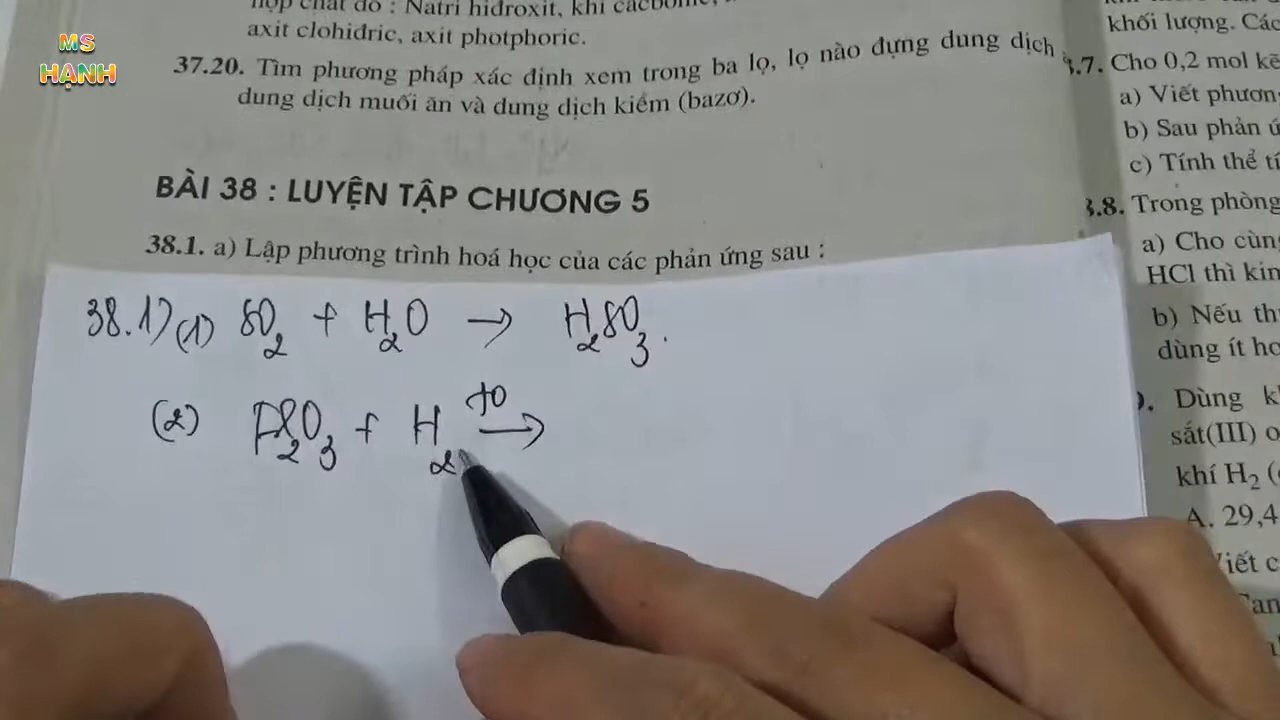 MS
HẠNH
axit clohiđric, axit photphoric.
37.20. Tìm phương pháp xác định xem trong ba lọ, lọ nào đựng dung dịch
dung dịch muối ăn và dung dịch kiềm (bazơ).
BÀI 38 : LUYỆN TẬP CHƯƠNG 5
38.1. a) Lập phương trình hoá học của các phản ứng sau :
38.1) (1) SO2 + H2O → H2SO3.
(2) Fe2O3 + H2 →to
khối lượng. Các
.7. Cho 0,2 mol kẽ
a) Viết phươn
b) Sau phản ứ
c) Tính thể tí
.8. Trong phòng
a) Cho cùn
HCl thì kin
b) Nếu th
dùng ít ho
. Dùng k
sắt(III) o
khí H2 (
A. 29,4